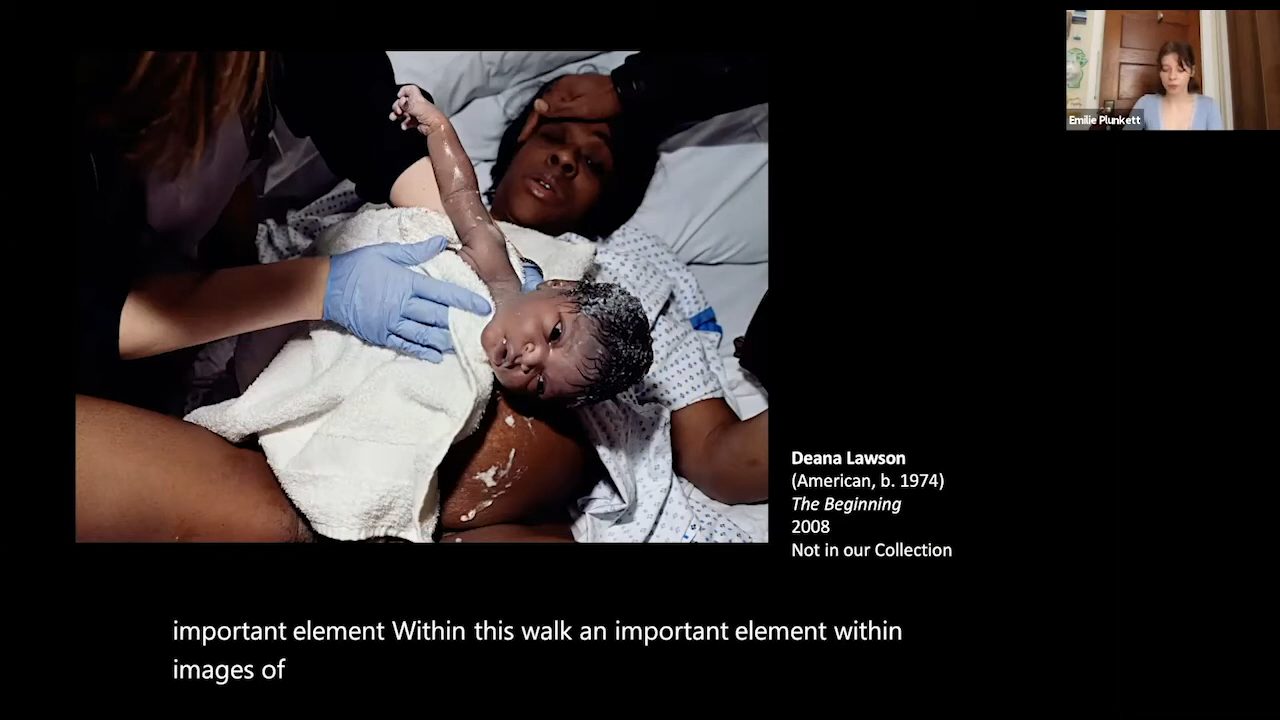 Emilie Plunkett
Deana Lawson
(American, b. 1974)
The Beginning
2008
Not in our Collection
important element Within this walk an important element within
images of